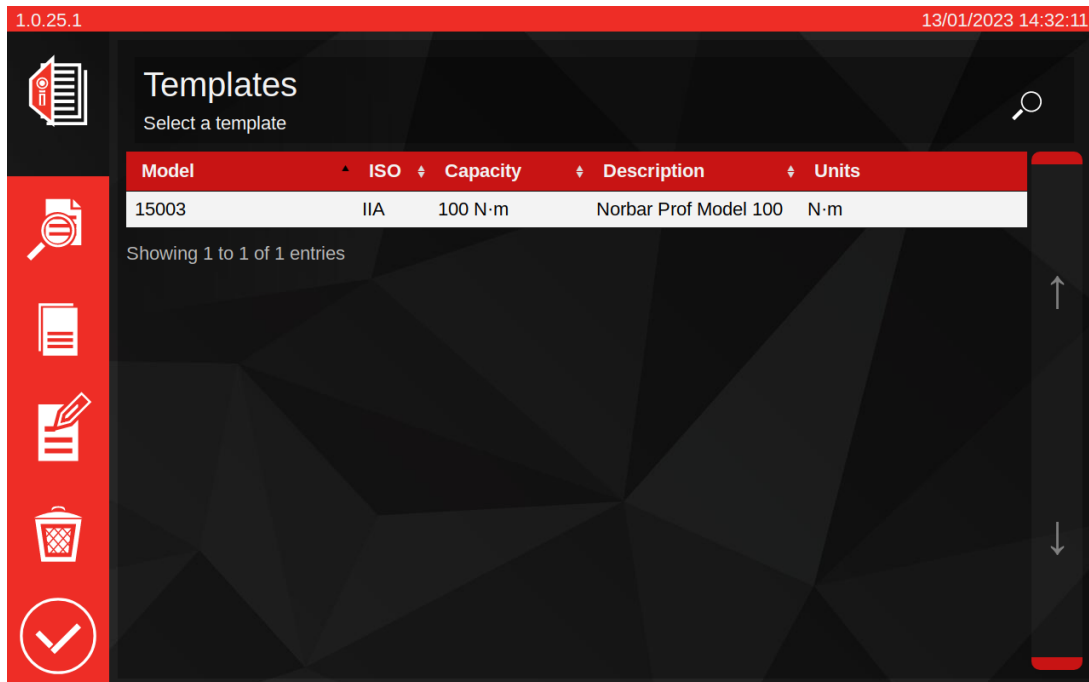 1.0.25.1 13/01/2023 14:32:11
Templates
Select a template
Model ISO Capacity Description Units
15003 IIA 100 N·m Norbar Prof Model 100 N·m
Showing 1 to 1 of 1 entries